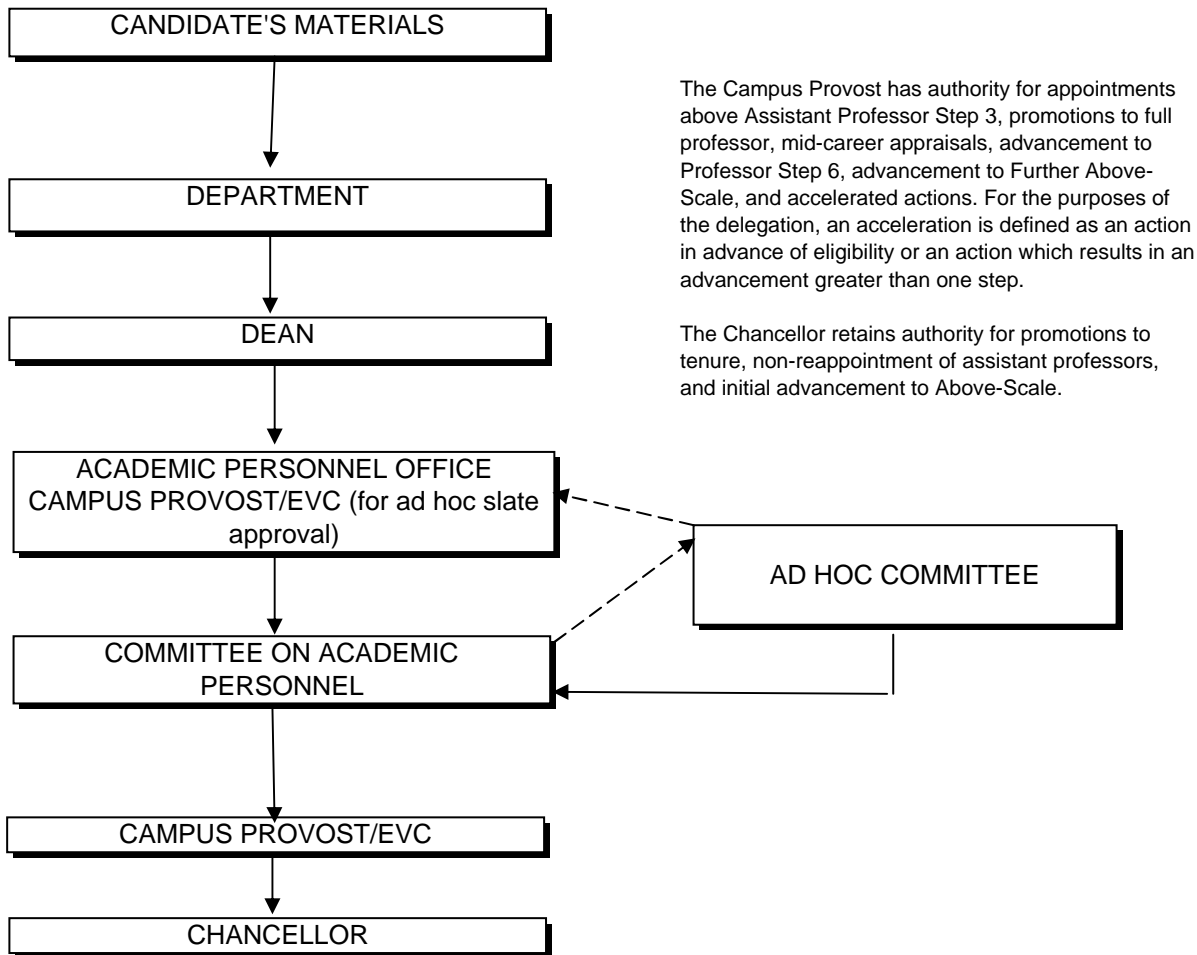 CANDIDATE'S MATERIALS
The Campus Provost has authority for appointments
above Assistant Professor Step 3, promotions to full
professor, mid-career appraisals, advancement to
Professor Step 6, advancement to Further Above-
Scale, and accelerated actions. For the purposes of
the delegation, an acceleration is defined as an action
in advance of eligibility or an action which results in an
advancement greater than one step.
The Chancellor retains authority for promotions to
tenure, non-reappointment of assistant professors,
and initial advancement to Above-Scale.
DEPARTMENT
DEAN
ACADEMIC PERSONNEL OFFICE
CAMPUS PROVOST/EVC (for ad hoc slate
approval)
AD HOC COMMITTEE
COMMITTEE ON ACADEMIC
PERSONNEL
CAMPUS PROVOST/EVC
CHANCELLOR